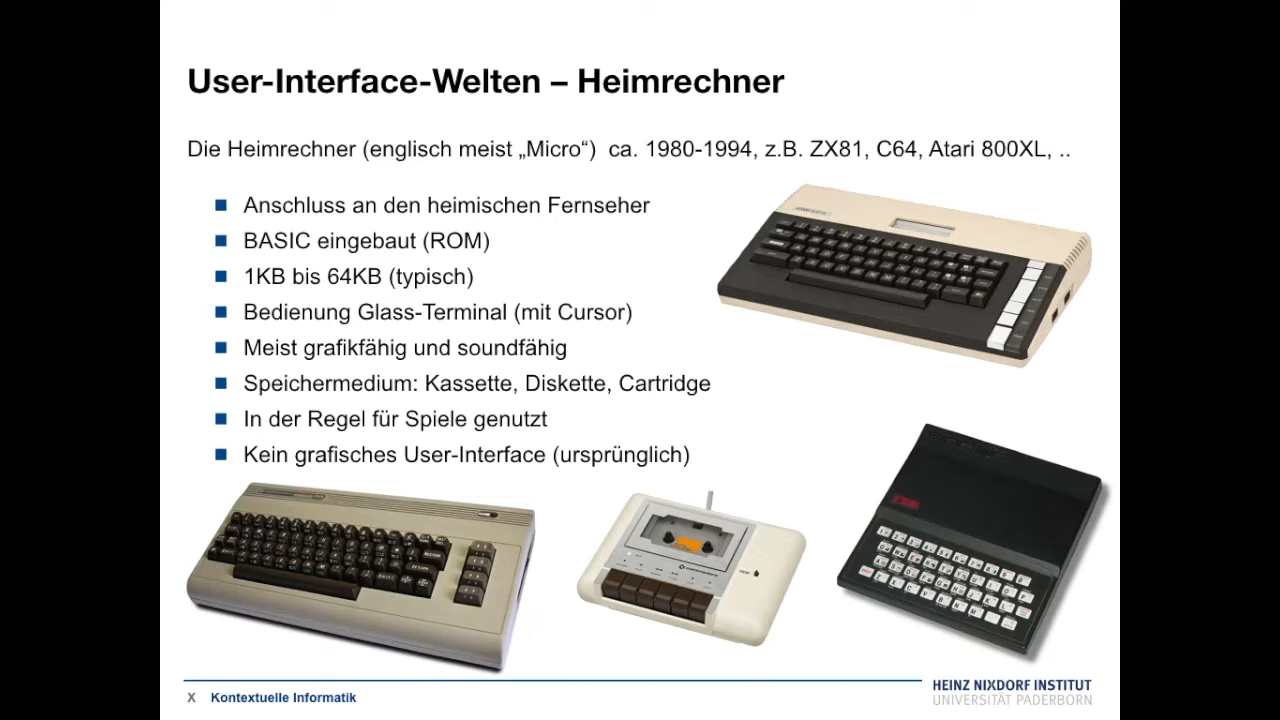 User-Interface-Welten – Heimrechner
Die Heimrechner (englisch meist „Micro“) ca. 1980-1994, z.B. ZX81, C64, Atari 800XL, ..
Anschluss an den heimischen Fernseher
BASIC eingebaut (ROM)
1KB bis 64KB (typisch)
Bedienung Glass-Terminal (mit Cursor)
Meist grafikfähig und soundfähig
Speichermedium: Kassette, Diskette, Cartridge
In der Regel für Spiele genutzt
Kein grafisches User-Interface (ursprünglich)
X Kontextuelle Informatik
HEINZ NIXDORF INSTITUT
UNIVERSITÄT PADERBORN